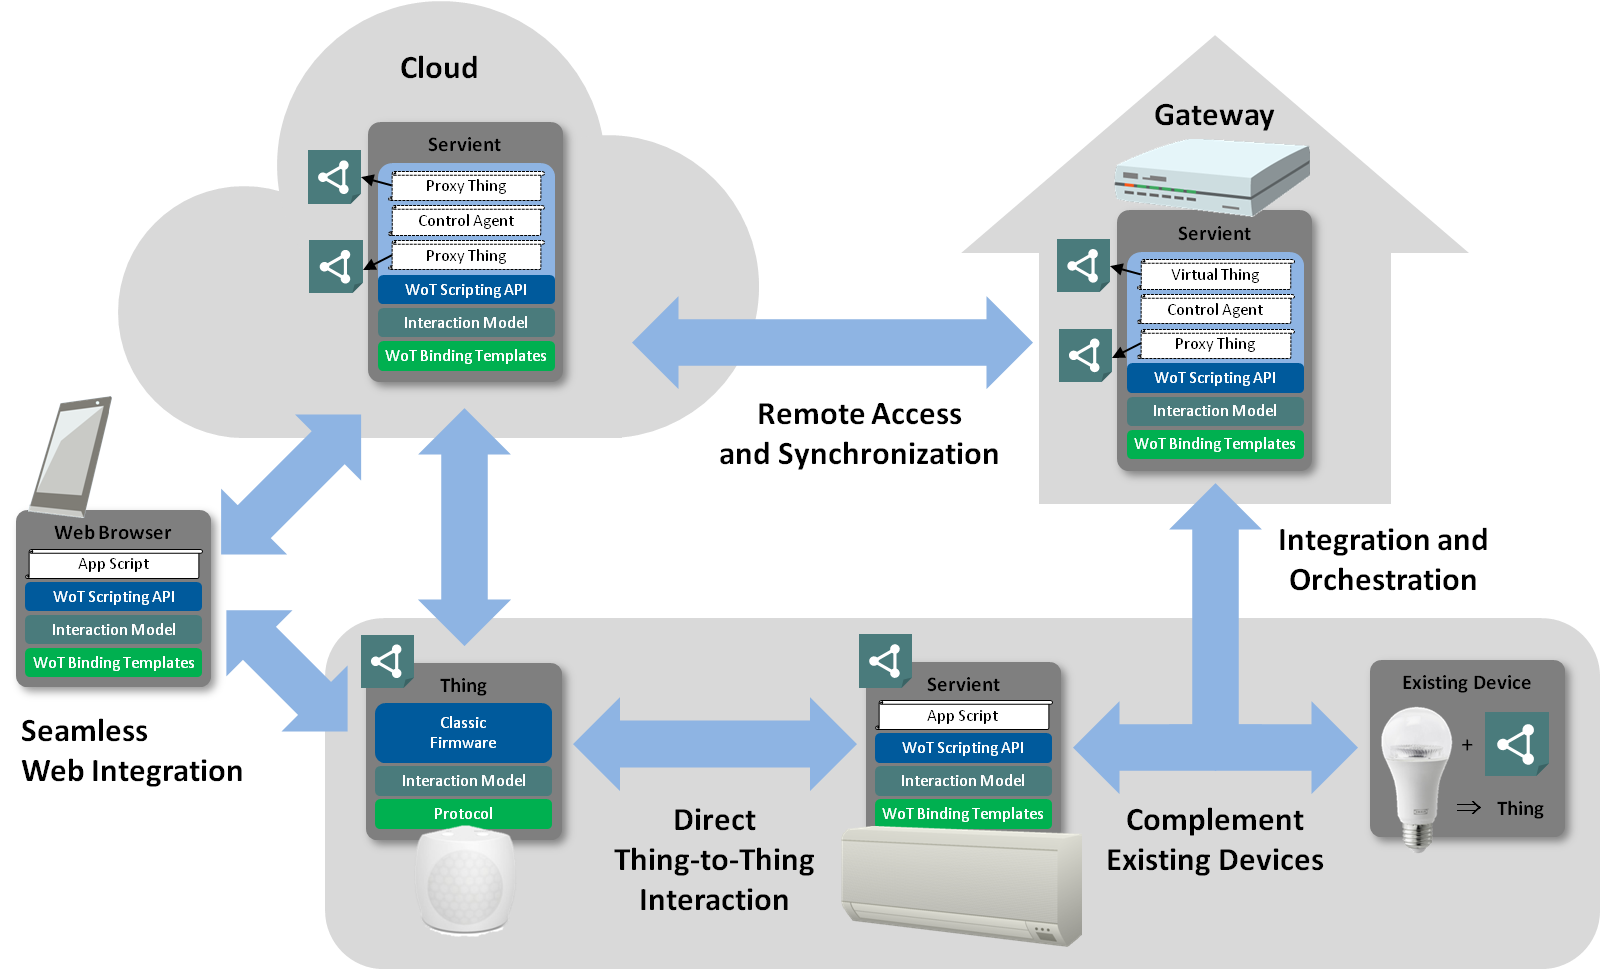 Cloud
Servient
Proxy Thing
Control Agent
Proxy Thing
WoT Scripting API
Interaction Model
WoT Binding Templates
Gateway
Servient
Virtual Thing
Control Agent
Proxy Thing
WoT Scripting API
Interaction Model
WoT Binding Templates
Remote Access
and Synchronization
Web Browser
App Script
WoT Scripting API
Interaction Model
WoT Binding Templates
Seamless
Web Integration
Integration and
Orchestration
Thing
Classic
Firmware
Interaction Model
Protocol
Direct
Thing-to-Thing
Interaction
Servient
App Script
WoT Scripting API
Interaction Model
WoT Binding Templates
Complement
Existing Devices
Existing Device
+
⇒ Thing